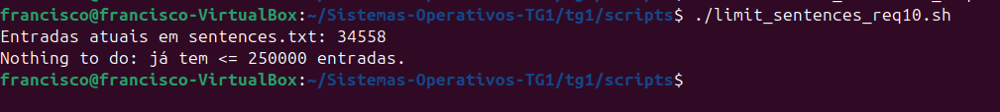 francisco@francisco-VirtualBox:~/Sistemas-Operativos-TG1/tg1/scripts$ ./limit_sentences_req10.sh
Entradas atuais em sentences.txt: 34558
Nothing to do: já tem <= 250000 entradas.
francisco@francisco-VirtualBox:~/Sistemas-Operativos-TG1/tg1/scripts$